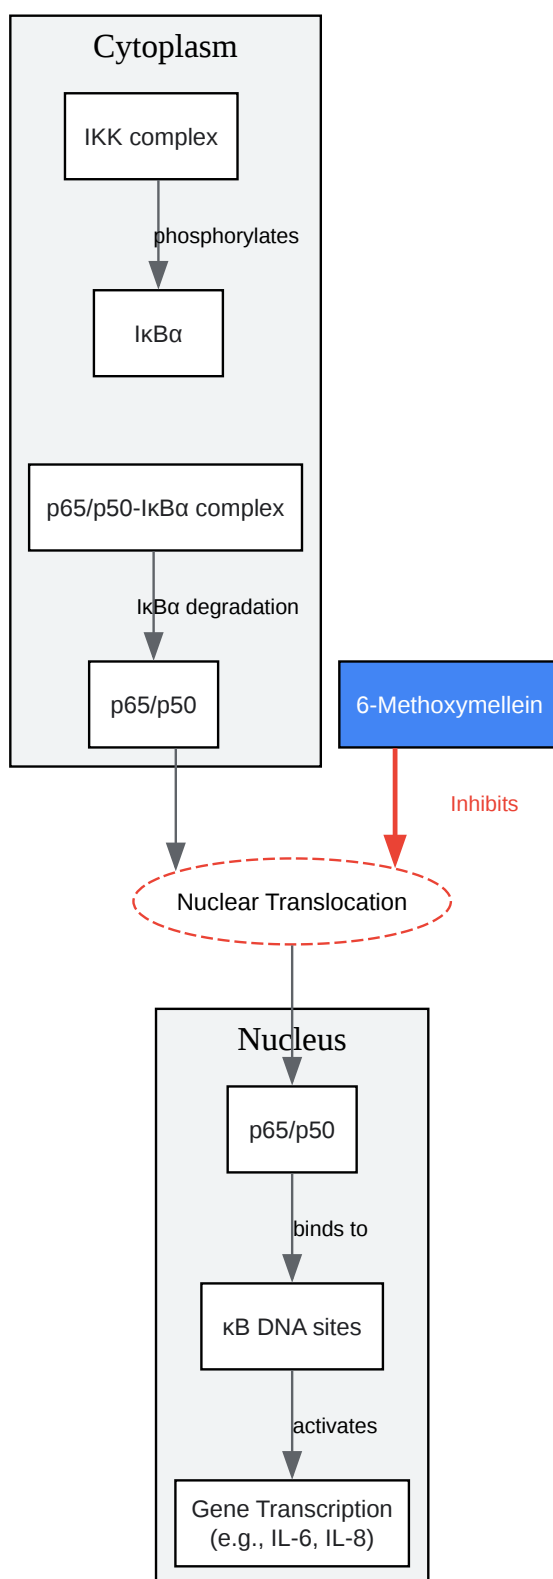 Cytoplasm
IKK complex
phosphorylates
IκBα
p65/p50-IκBα complex
IκBα degradation
p65/p50
6-Methoxymellein
Inhibits
Nuclear Translocation
Nucleus
p65/p50
binds to
κB DNA sites
activates
Gene Transcription
(e.g., IL-6, IL-8)